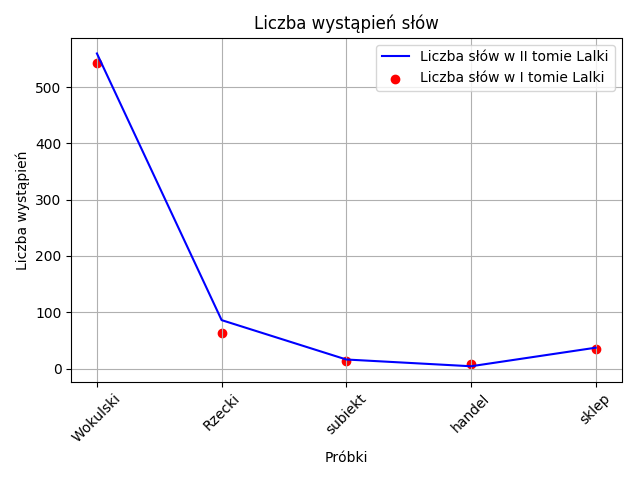 Liczba wystąpień słów
Liczba słów w II tomie Lalki
Liczba słów w I tomie Lalki
Liczba wystąpień
500
400
300
200
100
0
Wokulski
Rzecki
subiekt
handel
sklep
Próbki